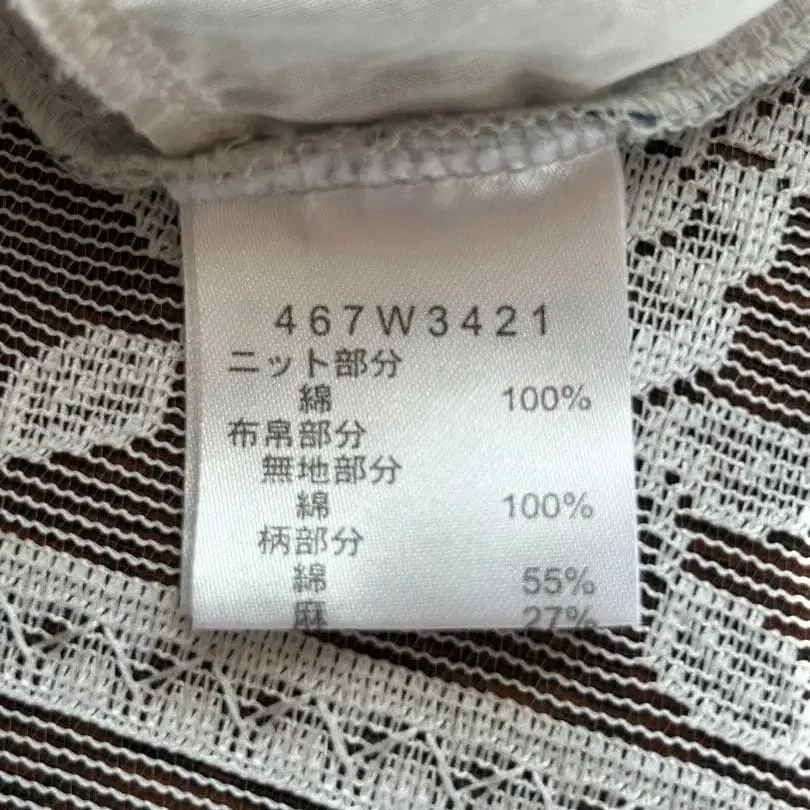 467W3421
ニット部分
綿 100%
布帛部分
無地部分
綿 100%
柄部分
綿 55%
麻 27%